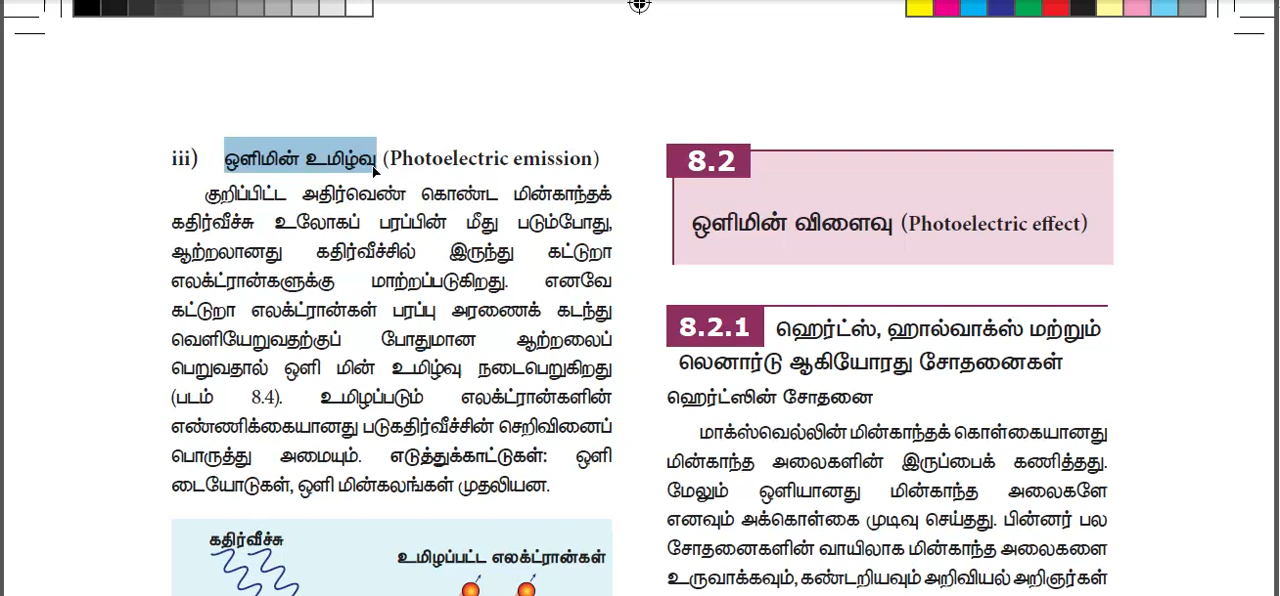 iii) ஒளிமின் உமிழ்வு (Photoelectric emission)
குறிப்பிட்ட அதிர்வெண் கொண்ட மின்காந்தக்
கதிர்வீச்சு உலோகப் பரப்பின் மீது படும்போது,
ஆற்றலானது கதிர்வீச்சில் இருந்து கட்டுறா
எலக்ட்ரான்களுக்கு மாற்றப்படுகிறது. எனவே
கட்டுறா எலக்ட்ரான்கள் பரப்பு அரணைக் கடந்து
வெளியேறுவதற்குப் போதுமான ஆற்றலைப்
பெறுவதால் ஒளி மின் உமிழ்வு நடைபெறுகிறது
(படம் 8.4). உமிழப்படும் எலக்ட்ரான்களின்
எண்ணிக்கையானது படுகதிர்வீச்சின் செறிவினைப்
பொருத்து அமையும். எடுத்துக்காட்டுகள்: ஒளி
டையோடுகள், ஒளி மின்கலங்கள் முதலியன.
கதிர்வீச்சு
உமிழப்பட்ட எலக்ட்ரான்கள்
8.2
ஒளிமின் விளைவு (Photoelectric effect)
8.2.1 ஹெர்ட்ஸ், ஹால்வாக்ஸ் மற்றும்
லெனார்டு ஆகியோரது சோதனைகள்
ஹெர்ட்ஸின் சோதனை
மாக்ஸ்வெல்லின் மின்காந்தக் கொள்கையானது
மின்காந்த அலைகளின் இருப்பைக் கணித்தது.
மேலும் ஒளியானது மின்காந்த அலைகளே
எனவும் அக்கொள்கை முடிவு செய்தது. பின்னர் பல
சோதனைகளின் வாயிலாக மின்காந்த அலைகளை
உருவாக்கவும், கண்டறியவும் அறிவியல் அறிஞர்கள்